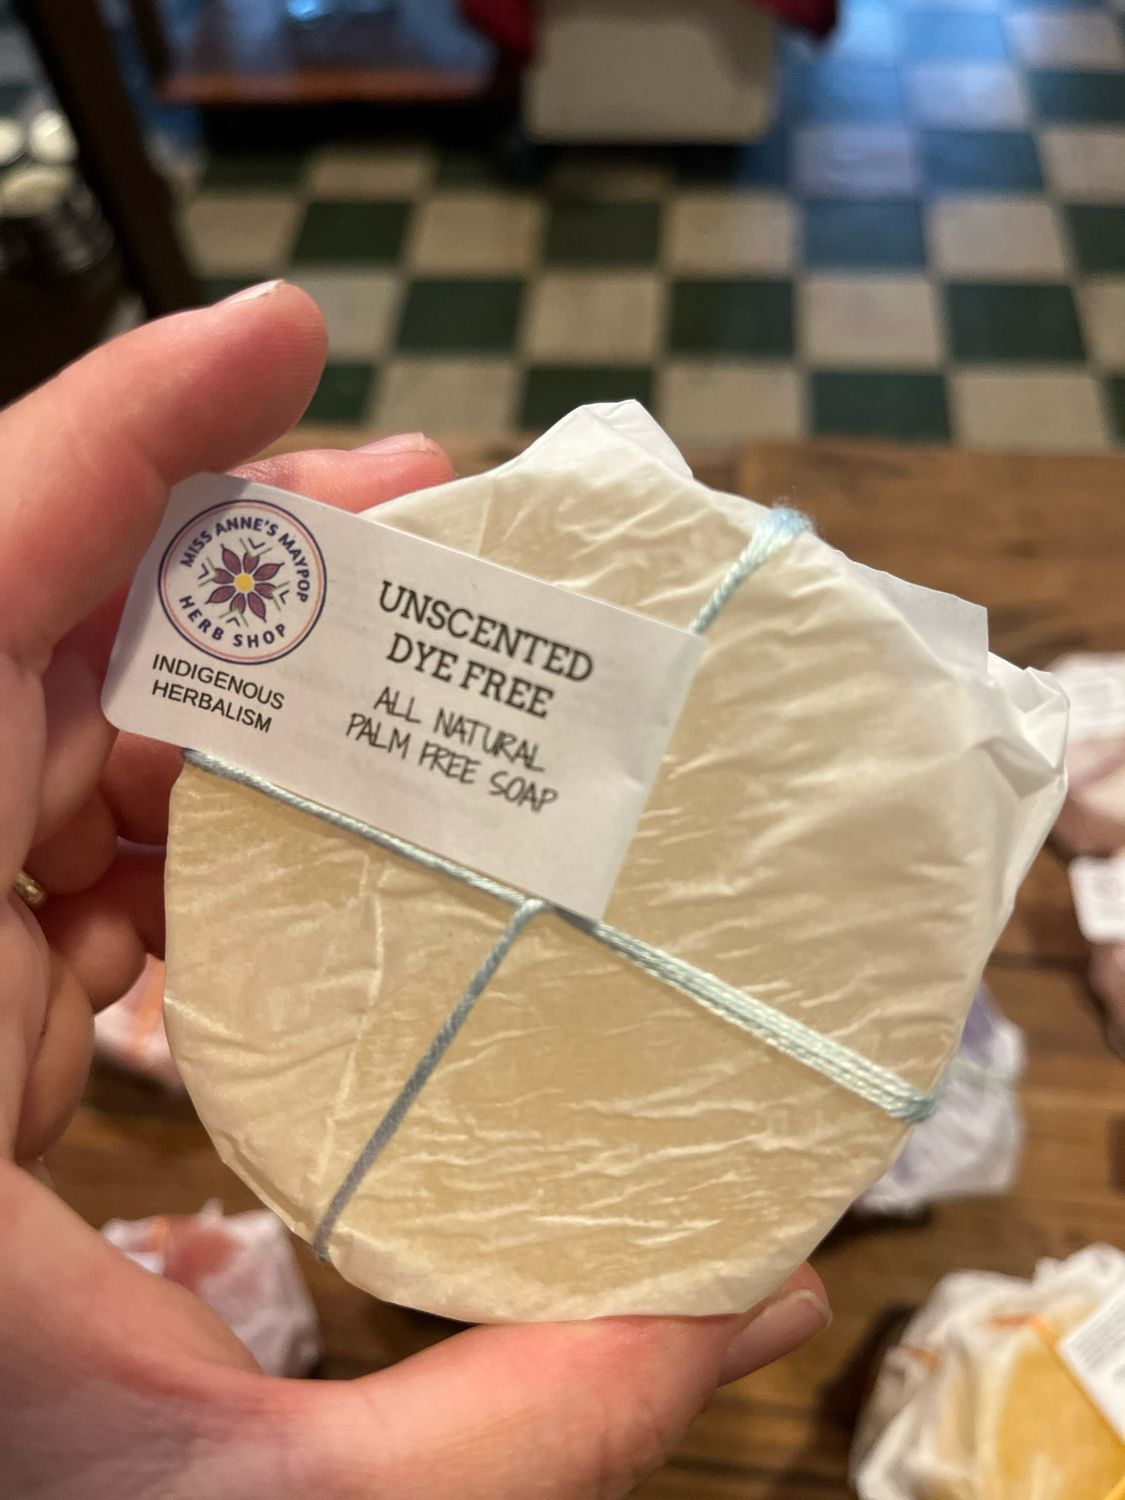 MISS ANNE'S MAYPOP
HERB SHOP
INDIGENOUS
HERBALISM
UNSCENTED
DYE FREE
ALL NATURAL
PALM FREE SOAP